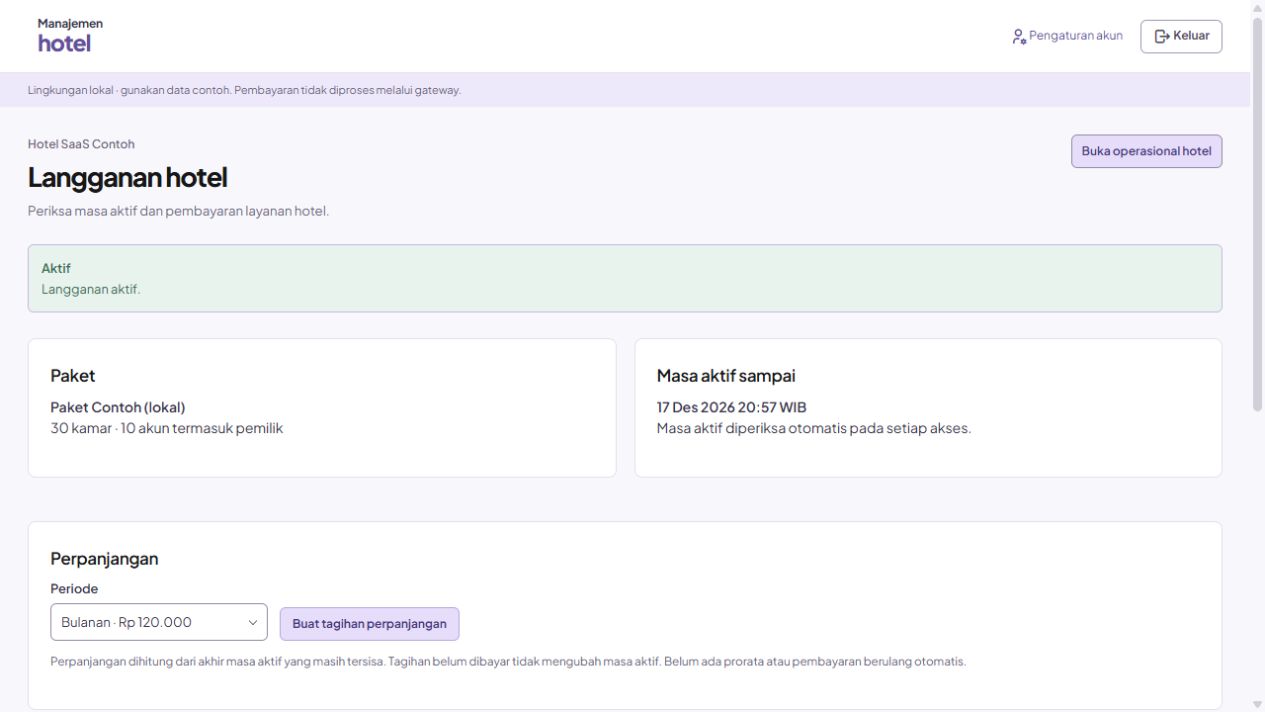 Manajemen
hotel
Pengaturan akun
Keluar
Lingkungan lokal · gunakan data contoh. Pembayaran tidak diproses melalui gateway.
Hotel SaaS Contoh
Buka operasional hotel
Langganan hotel
Periksa masa aktif dan pembayaran layanan hotel.
Aktif
Langganan aktif.
Paket
Paket Contoh (lokal)
30 kamar · 10 akun termasuk pemilik
Masa aktif sampai
17 Des 2026 20:57 WIB
Masa aktif diperiksa otomatis pada setiap akses.
Perpanjangan
Periode
Bulanan · Rp 120.000
Buat tagihan perpanjangan
Perpanjangan dihitung dari akhir masa aktif yang masih tersisa. Tagihan belum dibayar tidak mengubah masa aktif. Belum ada prorata atau pembayaran berulang otomatis.